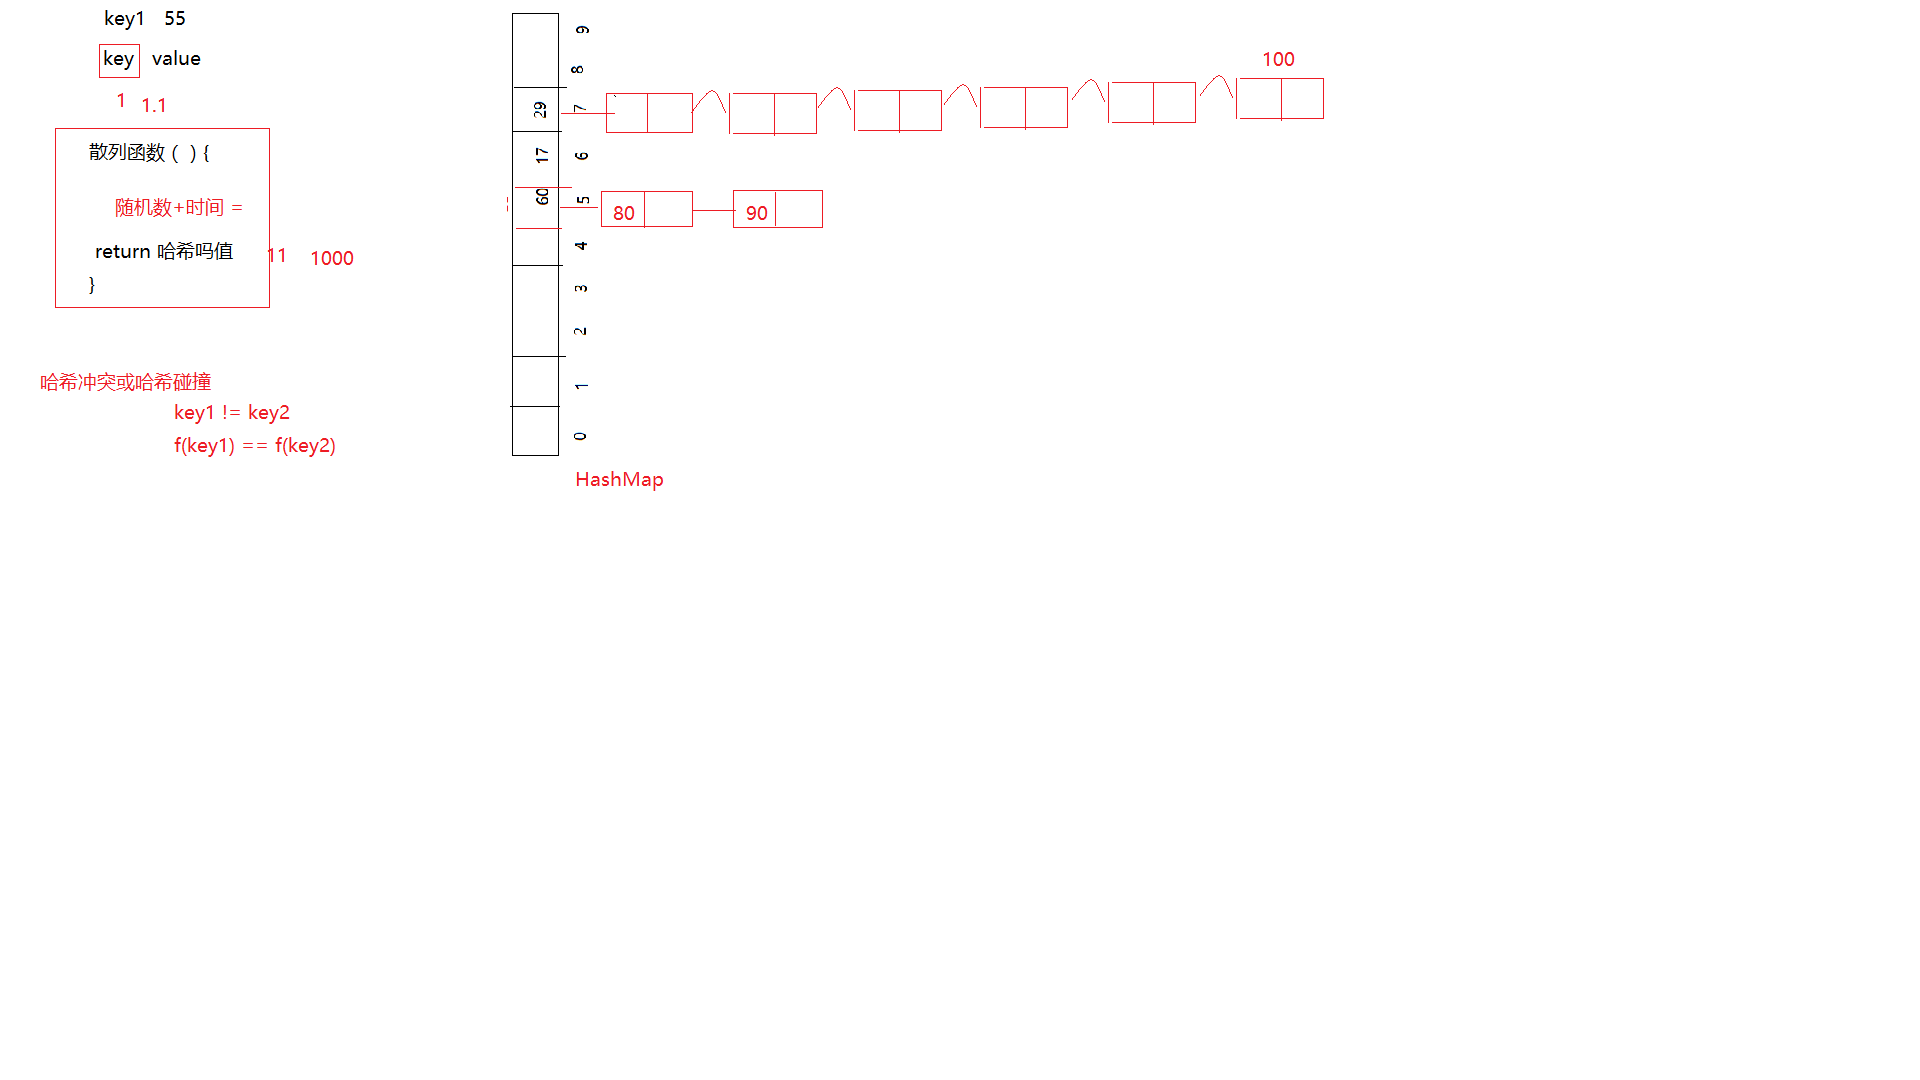 key1 55
key value
1 1.1
散列函数 ( ) {
随机数+时间 =
return 哈希吗值
}
11 1000
哈希冲突或哈希碰撞
key1 != key2
f(key1) == f(key2)
9
8
29 7
17 6
60 5
4
3
2
1
0
100
80 90
HashMap